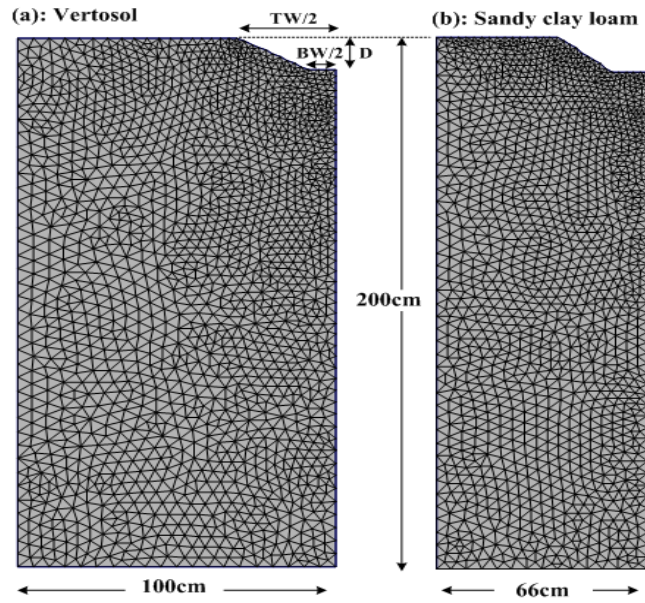 (a): Vertosol
TW/2
(b): Sandy clay loam
BW/2
D
200cm
100cm
66cm